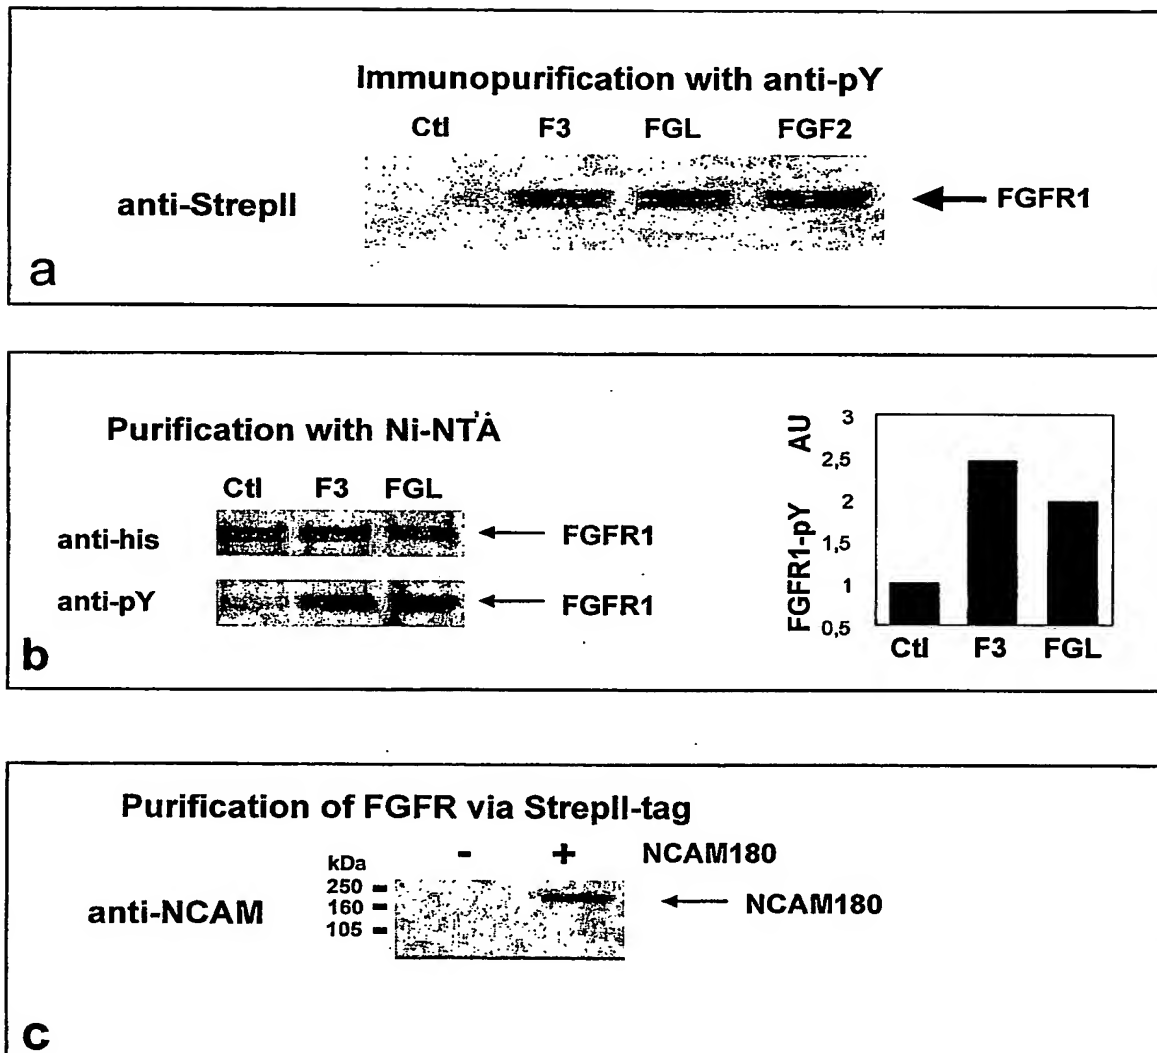 Immunopurification with anti-pY
Ctl F3 FGL FGF2
anti-StrepII FGFR1
a
Purification with Ni-NTA
Ctl F3 FGL
anti-his FGFR1
anti-pY FGFR1
b
FGFR1-pY AU
3
2,5
2
1,5
1
0,5
Ctl F3 FGL
Purification of FGFR via StrepII-tag
- + NCAM180
kDa
250
160
105
anti-NCAM NCAM180
c